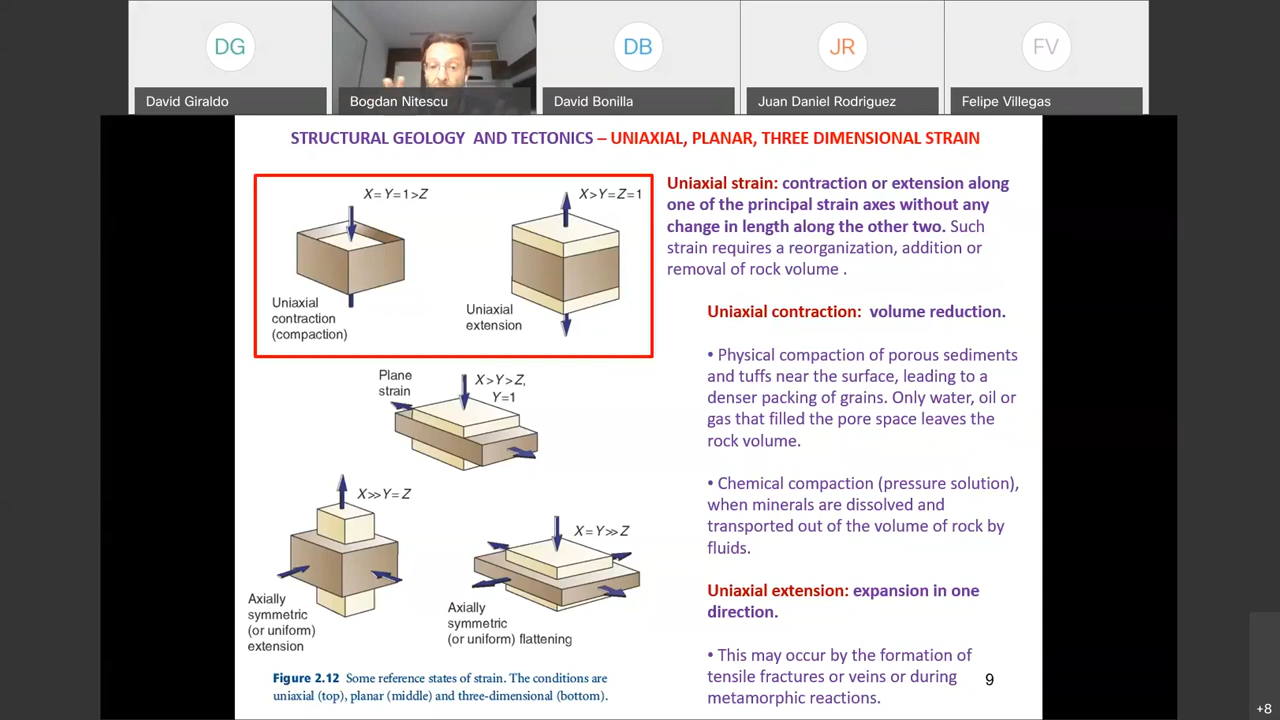 DG
DB
JR
FV
David Giraldo
Bogdan Nitescu
David Bonilla
Juan Daniel Rodriguez
Felipe Villegas
STRUCTURAL GEOLOGY AND TECTONICS – UNIAXIAL, PLANAR, THREE DIMENSIONAL STRAIN
X=Y=1>Z
Uniaxial
contraction
(compaction)
X>Y=Z=1
Uniaxial
extension
Plane
strain
X>Y>Z,
Y=1
X>>Y=Z
Axially
symmetric
(or uniform)
extension
X=Y>>Z
Axially
symmetric
(or uniform) flattening
Figure 2.12 Some reference states of strain. The conditions are
uniaxial (top), planar (middle) and three-dimensional (bottom).
Uniaxial strain: contraction or extension along
one of the principal strain axes without any
change in length along the other two. Such
strain requires a reorganization, addition or
removal of rock volume .
Uniaxial contraction: volume reduction.
• Physical compaction of porous sediments
and tuffs near the surface, leading to a
denser packing of grains. Only water, oil or
gas that filled the pore space leaves the
rock volume.
• Chemical compaction (pressure solution),
when minerals are dissolved and
transported out of the volume of rock by
fluids.
Uniaxial extension: expansion in one
direction.
• This may occur by the formation of
tensile fractures or veins or during
metamorphic reactions.
9
+8